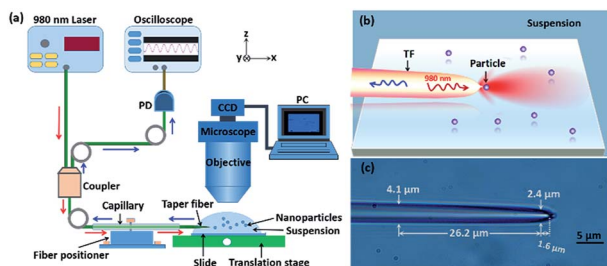 (a)
980 nm Laser
Oscilloscope
z
y
x
PD
CCD
PC
Microscope
Objective
Coupler
Capillary
Taper fiber
Nanoparticles
Suspension
Fiber positioner
Slide
Translation stage
(b)
Suspension
TF
980 nm
Particle
(c)
4.1 μm
2.4 μm
26.2 μm
1.6 μm
5 μm